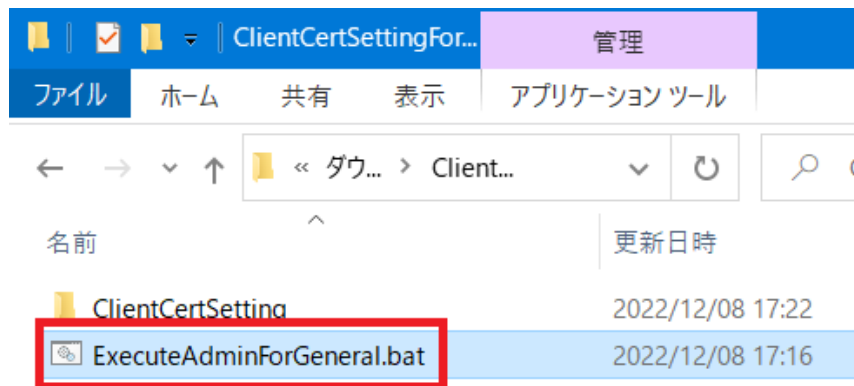 ClientCertSettingFor...
管理
ファイル ホーム 共有 表示 アプリケーション ツール
« ダウ... > Clien...
名前 更新日時
ClientCertSetting 2022/12/08 17:22
ExecuteAdminForGeneral.bat 2022/12/08 17:16